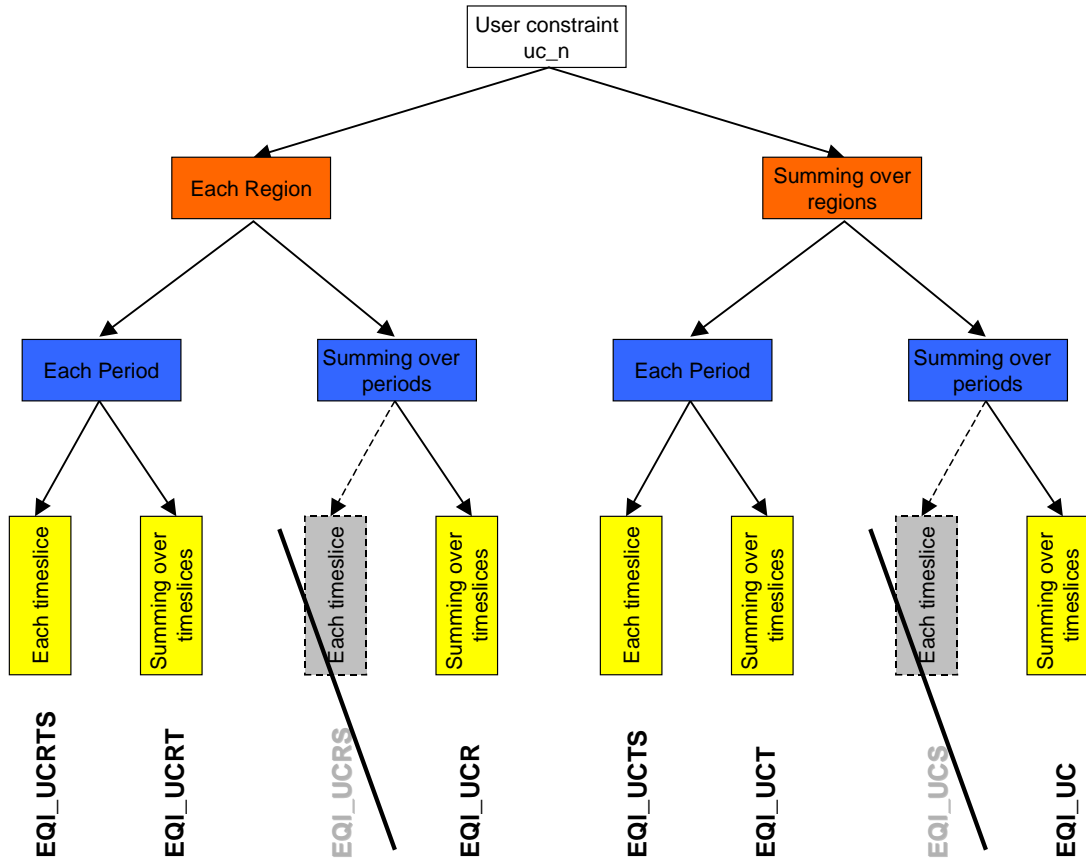 User constraint
uc_n
Each Region
Summing over
regions
Each Period
Summing over
periods
Each Period
Summing over
periods
Each timeslice
Summing over
timeslices
Each timeslice
Summing over
timeslices
Each timeslice
Summing over
timeslices
Each timeslice
Summing over
timeslices
EQI_UCRTS
EQI_UCRT
EQI_UCRS
EQI_UCR
EQI_UCTS
EQI_UCT
EQI_UCS
EQI_UC